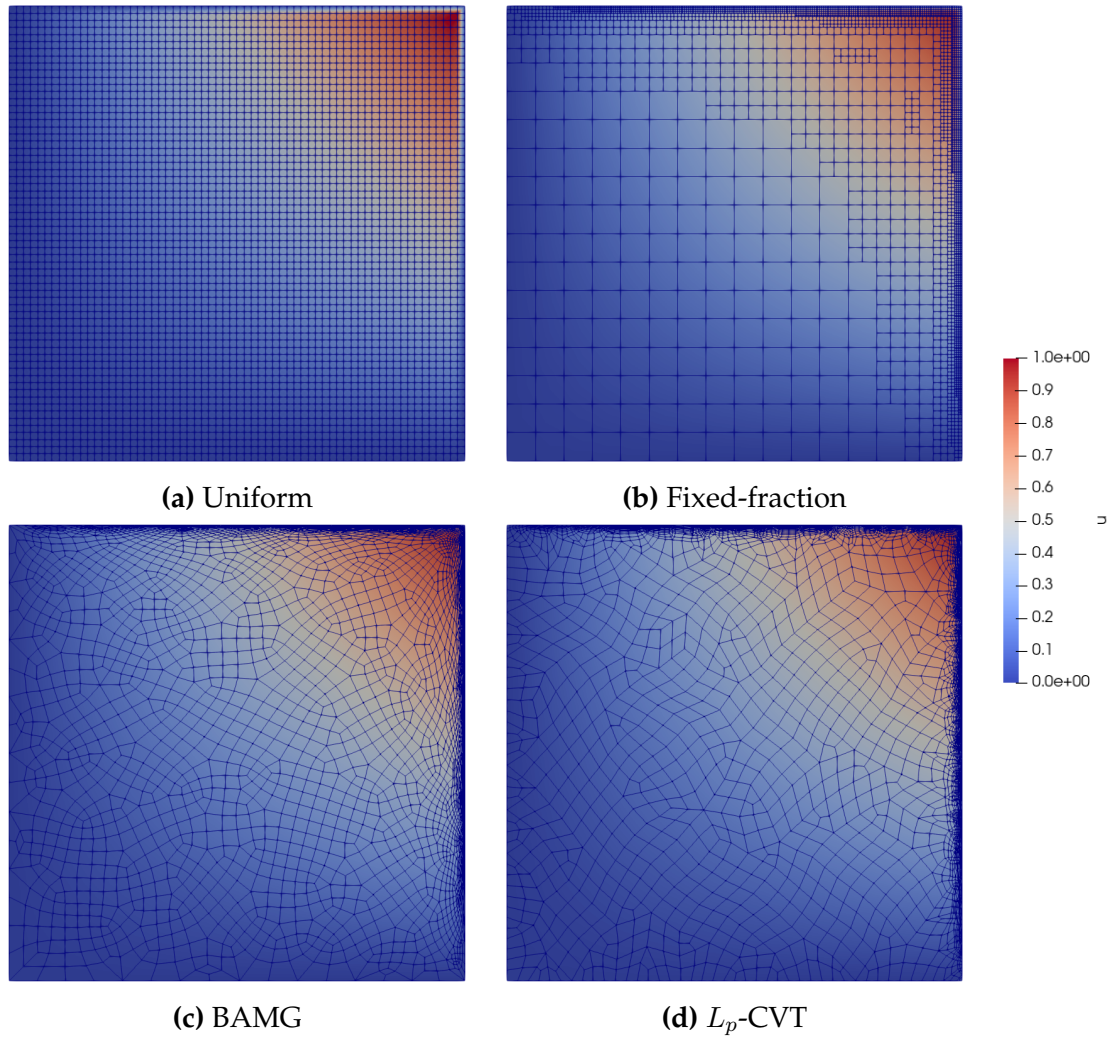 (a) Uniform
(b) Fixed-fraction
1.0e+00
0.9
0.8
0.7
0.6
0.5
0.4
0.3
0.2
0.1
0.0e+00
u
(c) BAMG
(d) Lₚ-CVT